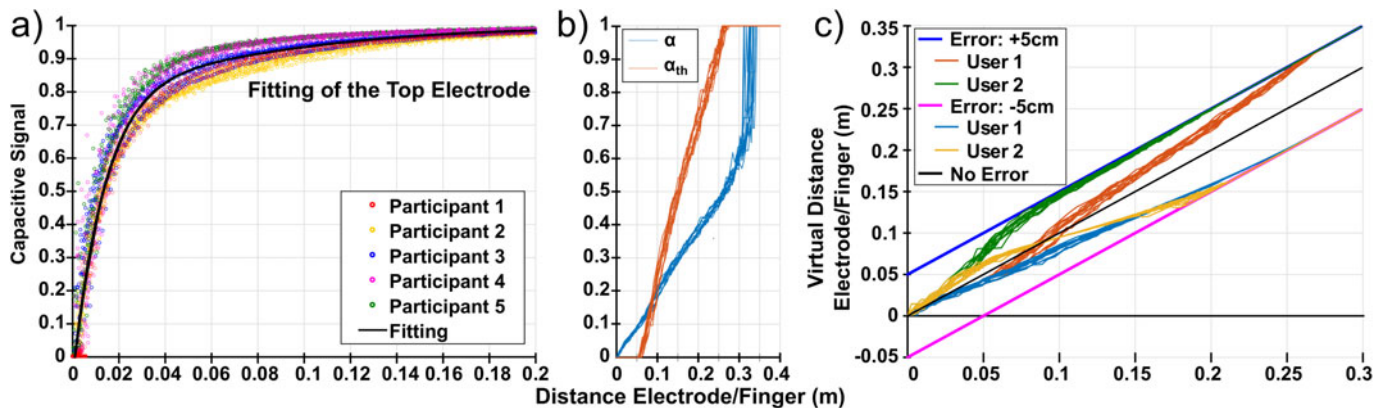 a)
Capacitive Signal
1
0.9
0.8
0.7
0.6
0.5
0.4
0.3
0.2
0.1
0
Fitting of the Top Electrode
Participant 1
Participant 2
Participant 3
Participant 4
Participant 5
Fitting
0 0.02 0.04 0.06 0.08 0.1 0.12 0.14 0.16 0.18 0.2
b)
1
0.9
0.8
0.7
0.6
0.5
0.4
0.3
0.2
0.1
0
α
αth
0 0.1 0.2 0.3 0.4
c)
Virtual Distance
Electrode/Finger (m)
0.35
0.30
0.25
0.20
0.15
0.10
0.05
0
-0.05
Error: +5cm
User 1
User 2
Error: -5cm
User 1
User 2
No Error
0 0.05 0.1 0.15 0.2 0.25 0.3
Distance Electrode/Finger (m)